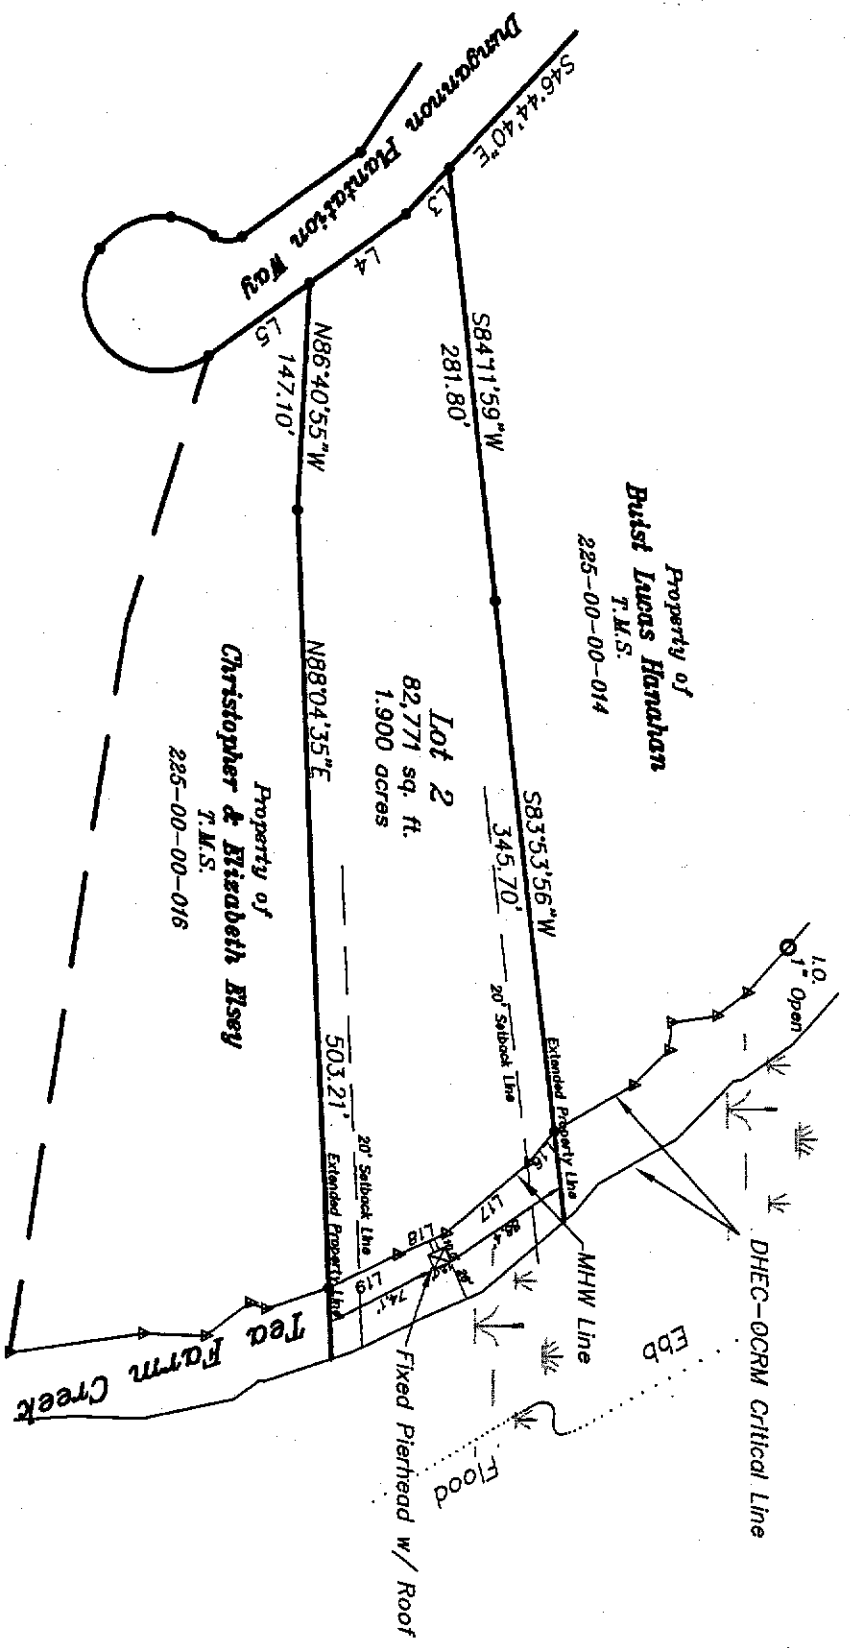 Dungannon Plantation Way
S46°44'40"E
L3
L4
L5
S84°11'59"W
281.80'
N86°40'55"W
147.10'
Property of
Buist Lucas Hanahan
T.M.S.
225-00-00-014
Lot 2
82,771 sq. ft.
1.900 acres
S83°53'56"W
345.70'
N88°04'35"E
503.21'
Property of
Christopher & Elizabeth Elsey
T.M.S.
225-00-00-016
20' Setback Line
20' Setback Line
Extended Property Line
Extended Property Line
I.O.
1" Open
L16
L17
L18
L19
74.1'
MHW Line
DHEC-OCRM Critical Line
Fixed Pierhead w/ Roof
Ebb
Flood
Tea Farm Creek